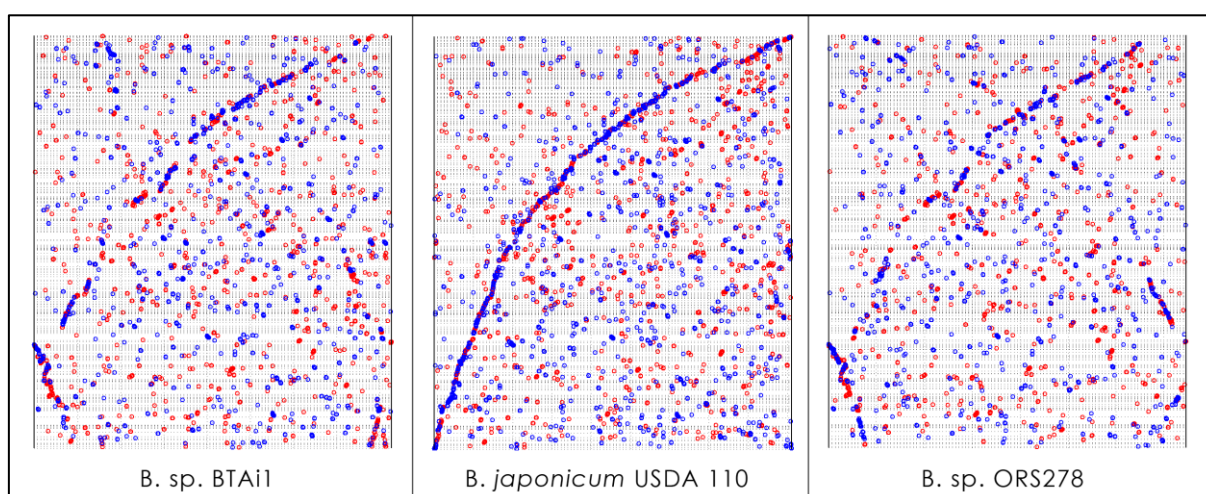 B. sp. BTAi1
B. japonicum USDA 110
B. sp. ORS278